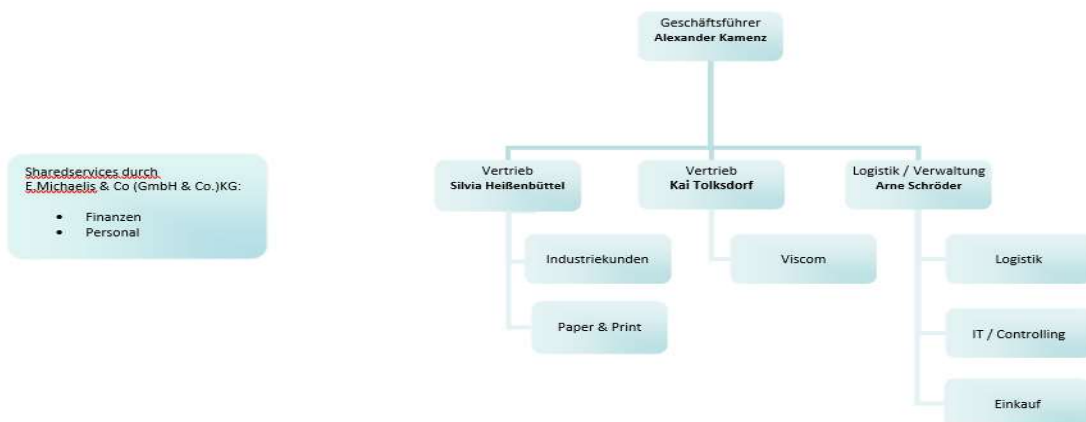 Geschäftsführer
Alexander Kamenz
Sharedservices durch
E.Michaelis & Co (GmbH & Co.)KG:
• Finanzen
• Personal
Vertrieb
Silvia Heißenbüttel
Vertrieb
Kai Tolksdorf
Logistik / Verwaltung
Arne Schröder
Industriekunden
Viscom
Logistik
Paper & Print
IT / Controlling
Einkauf